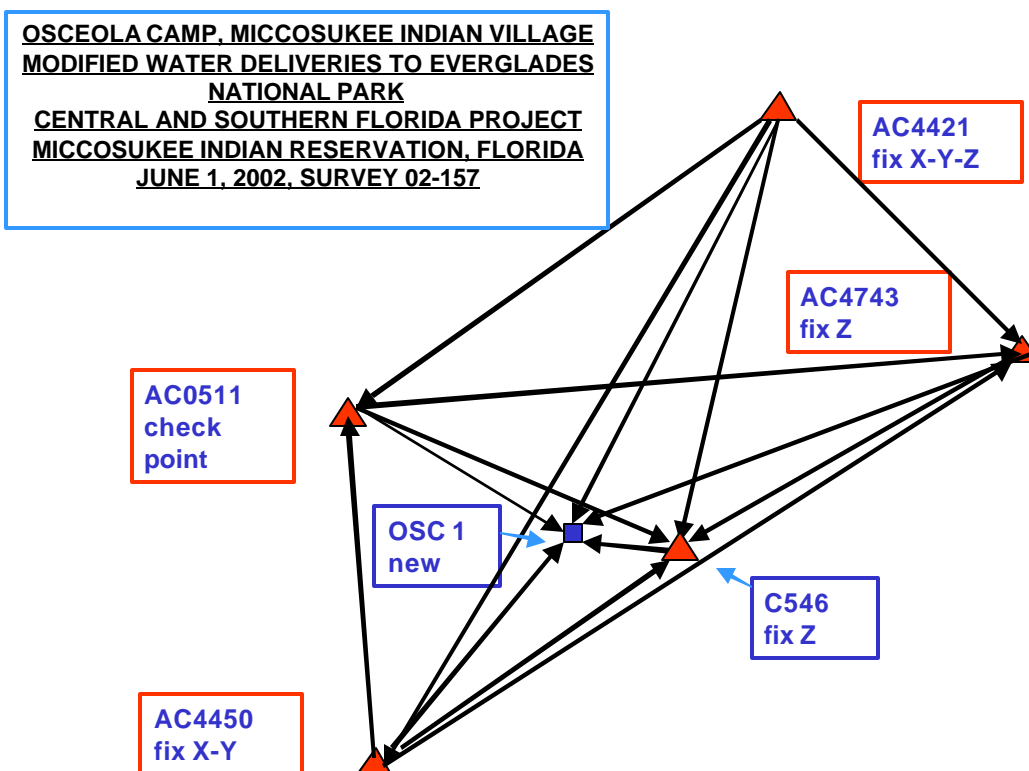 OSCEOLA CAMP, MICCOSUKEE INDIAN VILLAGE
MODIFIED WATER DELIVERIES TO EVERGLADES
NATIONAL PARK
CENTRAL AND SOUTHERN FLORIDA PROJECT
MICCOSUKEE INDIAN RESERVATION, FLORIDA
JUNE 1, 2002, SURVEY 02-157
AC4421
fix X-Y-Z
AC4743
fix Z
AC0511
check
point
OSC 1
new
C546
fix Z
AC4450
fix X-Y